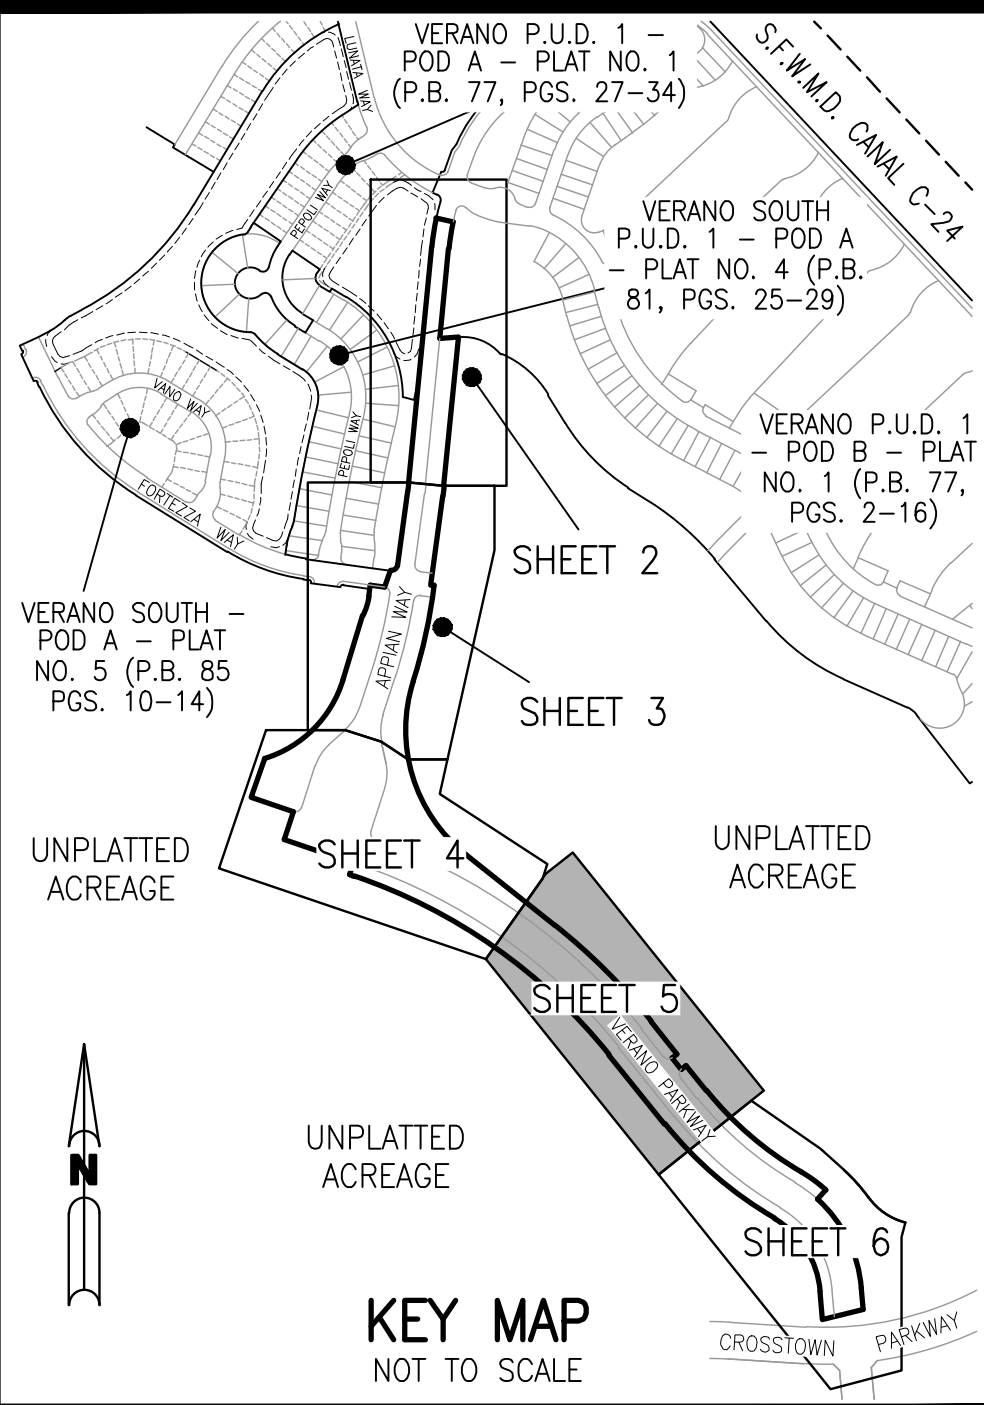 VERANO P.U.D. 1 -
POD A - PLAT NO. 1
(P.B. 77, PGS. 27-34)
S.F.W.M.D. CANAL C-24
LUNATA WAY
PEPOLI WAY
VERANO SOUTH
P.U.D. 1 - POD A
- PLAT NO. 4 (P.B.
81, PGS. 25-29)
VANO WAY
PEPOLI WAY
VERANO P.U.D. 1
- POD B - PLAT
NO. 1 (P.B. 77,
PGS. 2-16)
FORTEZZA WAY
SHEET 2
VERANO SOUTH -
POD A - PLAT
NO. 5 (P.B. 85
PGS. 10-14)
APPIAN WAY
SHEET 3
UNPLATTED
ACREAGE
SHEET 4
UNPLATTED
ACREAGE
SHEET 5
VERANO PARKWAY
UNPLATTED
ACREAGE
N
SHEET 6
KEY MAP
NOT TO SCALE
CROSSTOWN PARKWAY